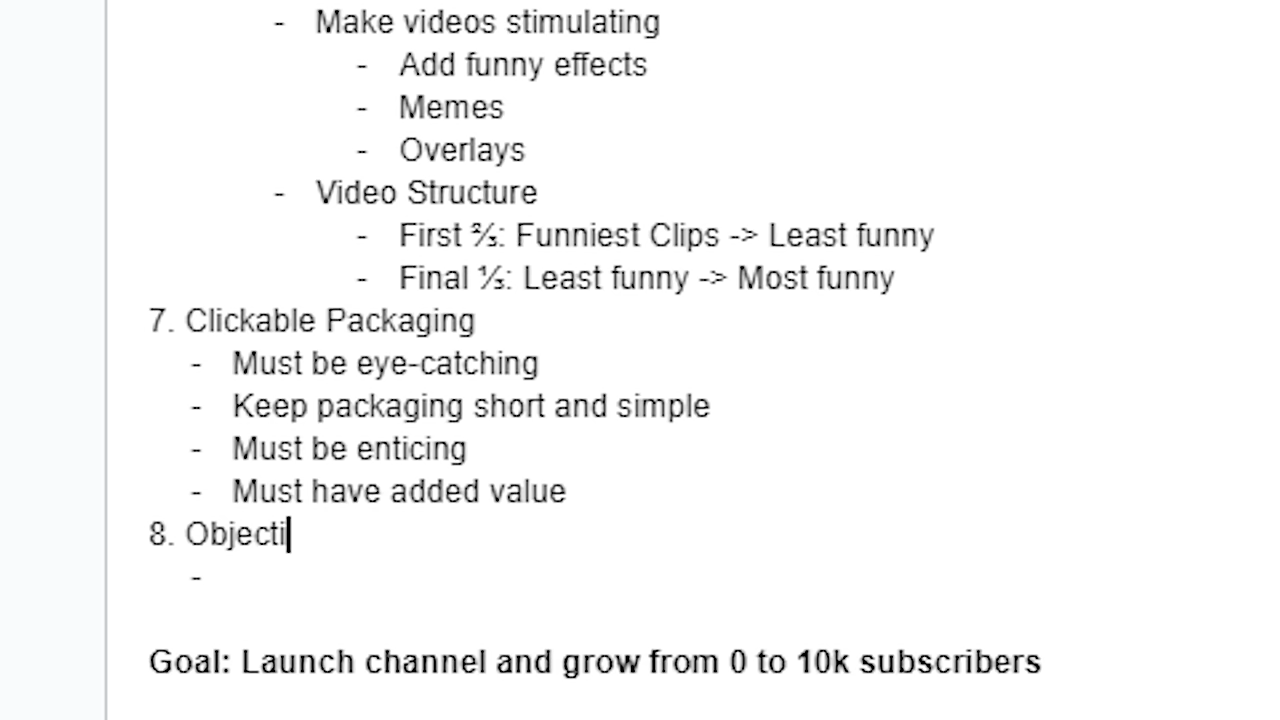 - Make videos stimulating
- Add funny effects
- Memes
- Overlays
- Video Structure
- First ⅔: Funniest Clips -> Least funny
- Final ⅓: Least funny -> Most funny
7. Clickable Packaging
- Must be eye-catching
- Keep packaging short and simple
- Must be enticing
- Must have added value
8. Objecti
-
Goal: Launch channel and grow from 0 to 10k subscribers